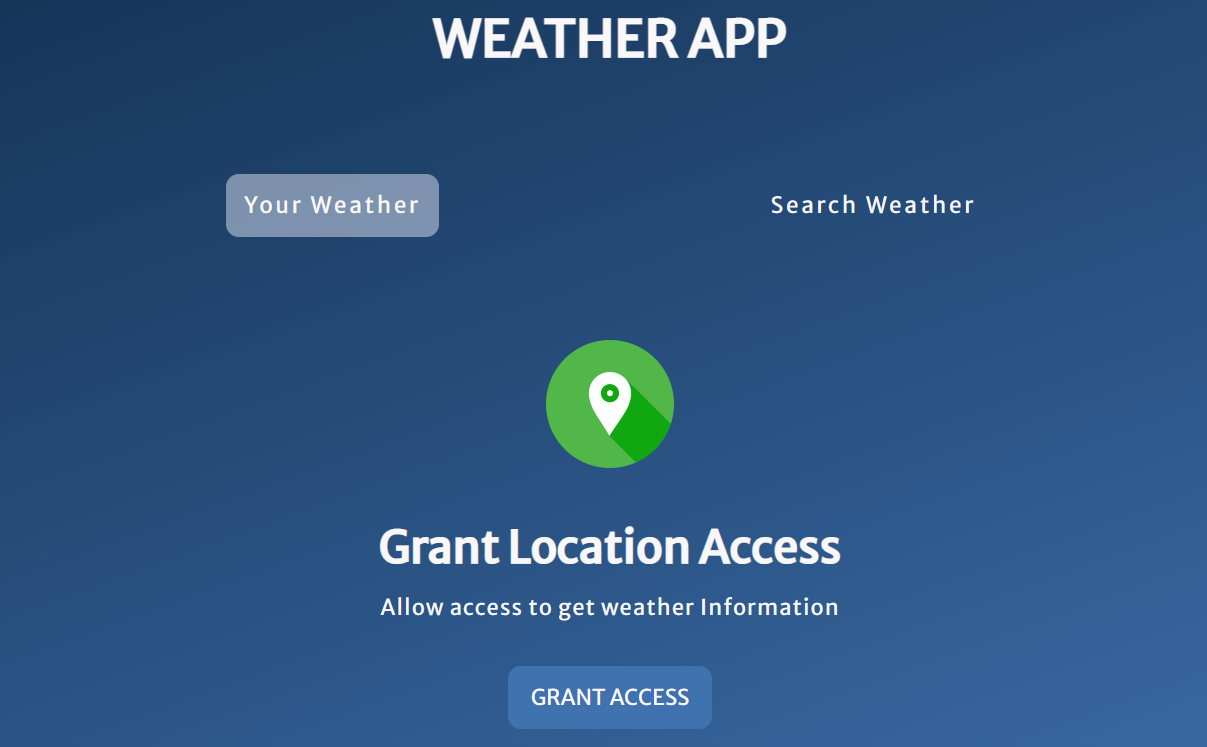 WEATHER APP
Your Weather
Search Weather
Grant Location Access
Allow access to get weather Information
GRANT ACCESS